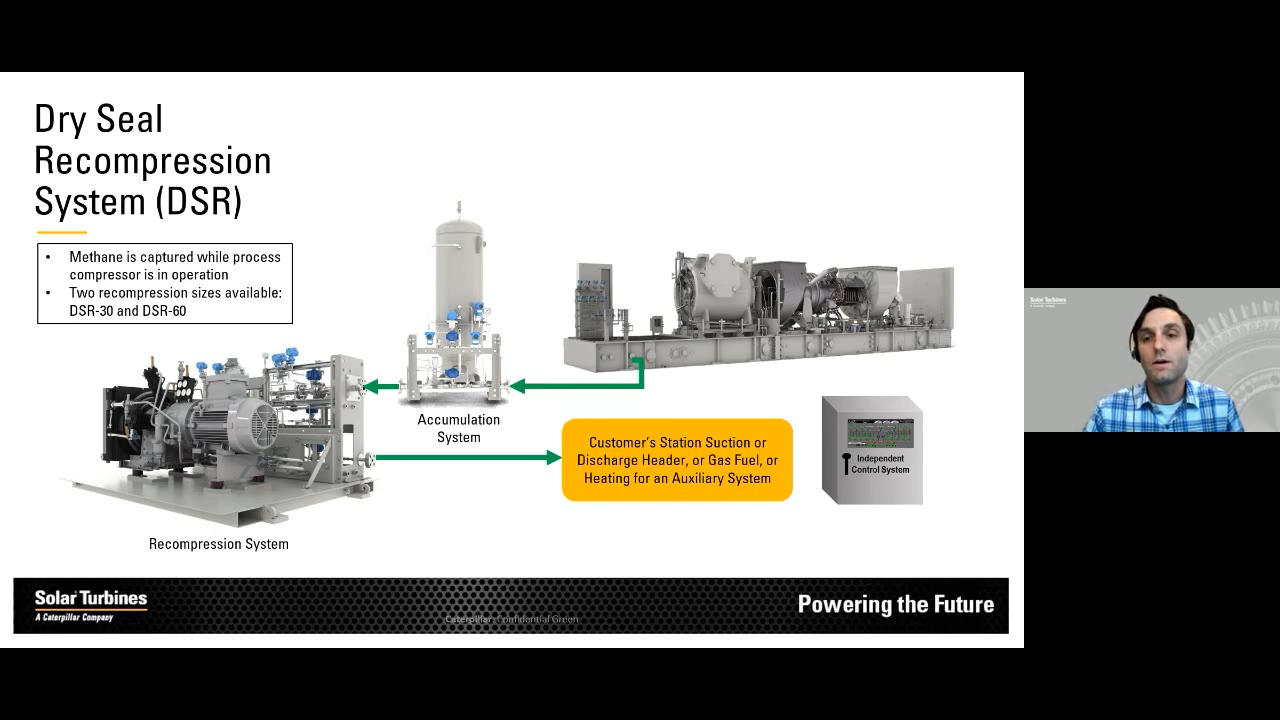 Dry Seal
Recompression
System (DSR)
• Methane is captured while process
compressor is in operation
• Two recompression sizes available:
DSR-30 and DSR-60
Accumulation
System
Customer's Station Suction or
Discharge Header, or Gas Fuel, or
Heating for an Auxiliary System
Independent
Control System
Recompression System
Solar Turbines
A Caterpillar Company
Caterpillar: Confidential Green
Powering the Future
Solar Turbines